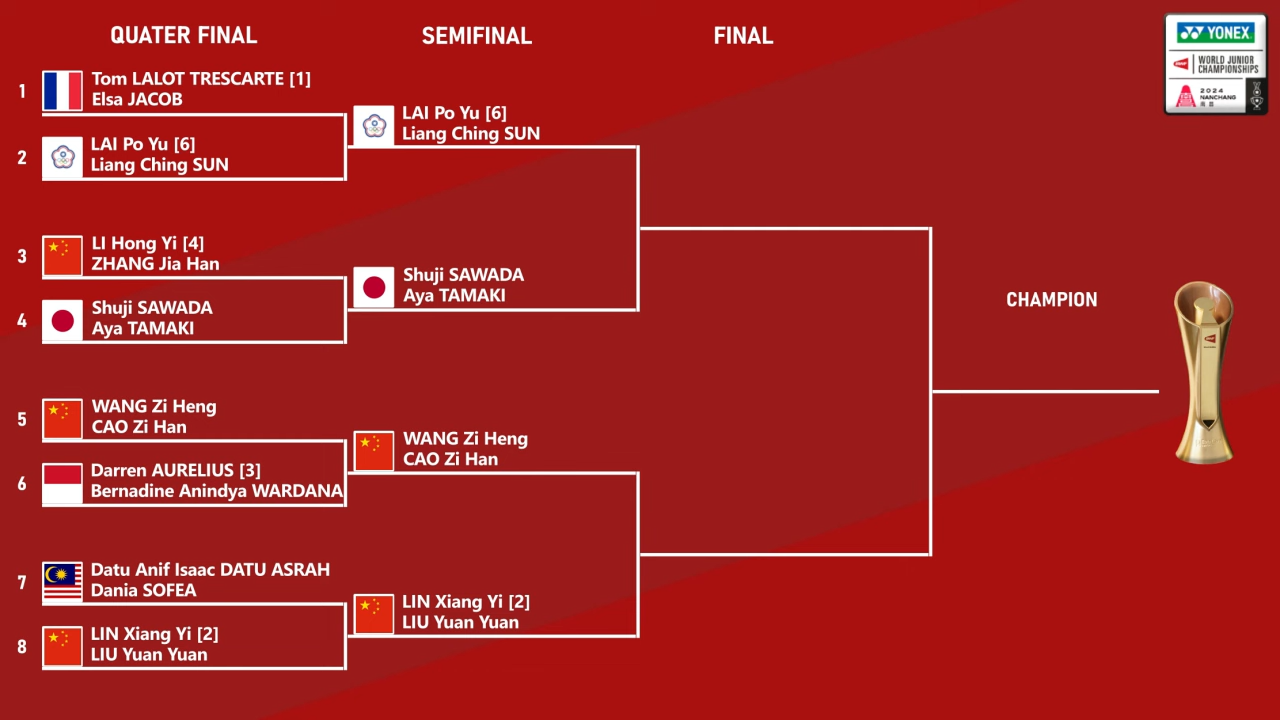 QUATER FINAL
SEMIFINAL
FINAL
YONEX
WORLD JUNIOR
CHAMPIONSHIPS
2024
NANCHANG
南昌
1
Tom LALOT TRESCARTE [1]
Elsa JACOB
2
LAI Po Yu [6]
Liang Ching SUN
LAI Po Yu [6]
Liang Ching SUN
3
LI Hong Yi [4]
ZHANG Jia Han
4
Shuji SAWADA
Aya TAMAKI
Shuji SAWADA
Aya TAMAKI
CHAMPION
5
WANG Zi Heng
CAO Zi Han
6
Darren AURELIUS [3]
Bernadine Anindya WARDANA
WANG Zi Heng
CAO Zi Han
7
Datu Anif Isaac DATU ASRAH
Dania SOFEA
8
LIN Xiang Yi [2]
LIU Yuan Yuan
LIN Xiang Yi [2]
LIU Yuan Yuan